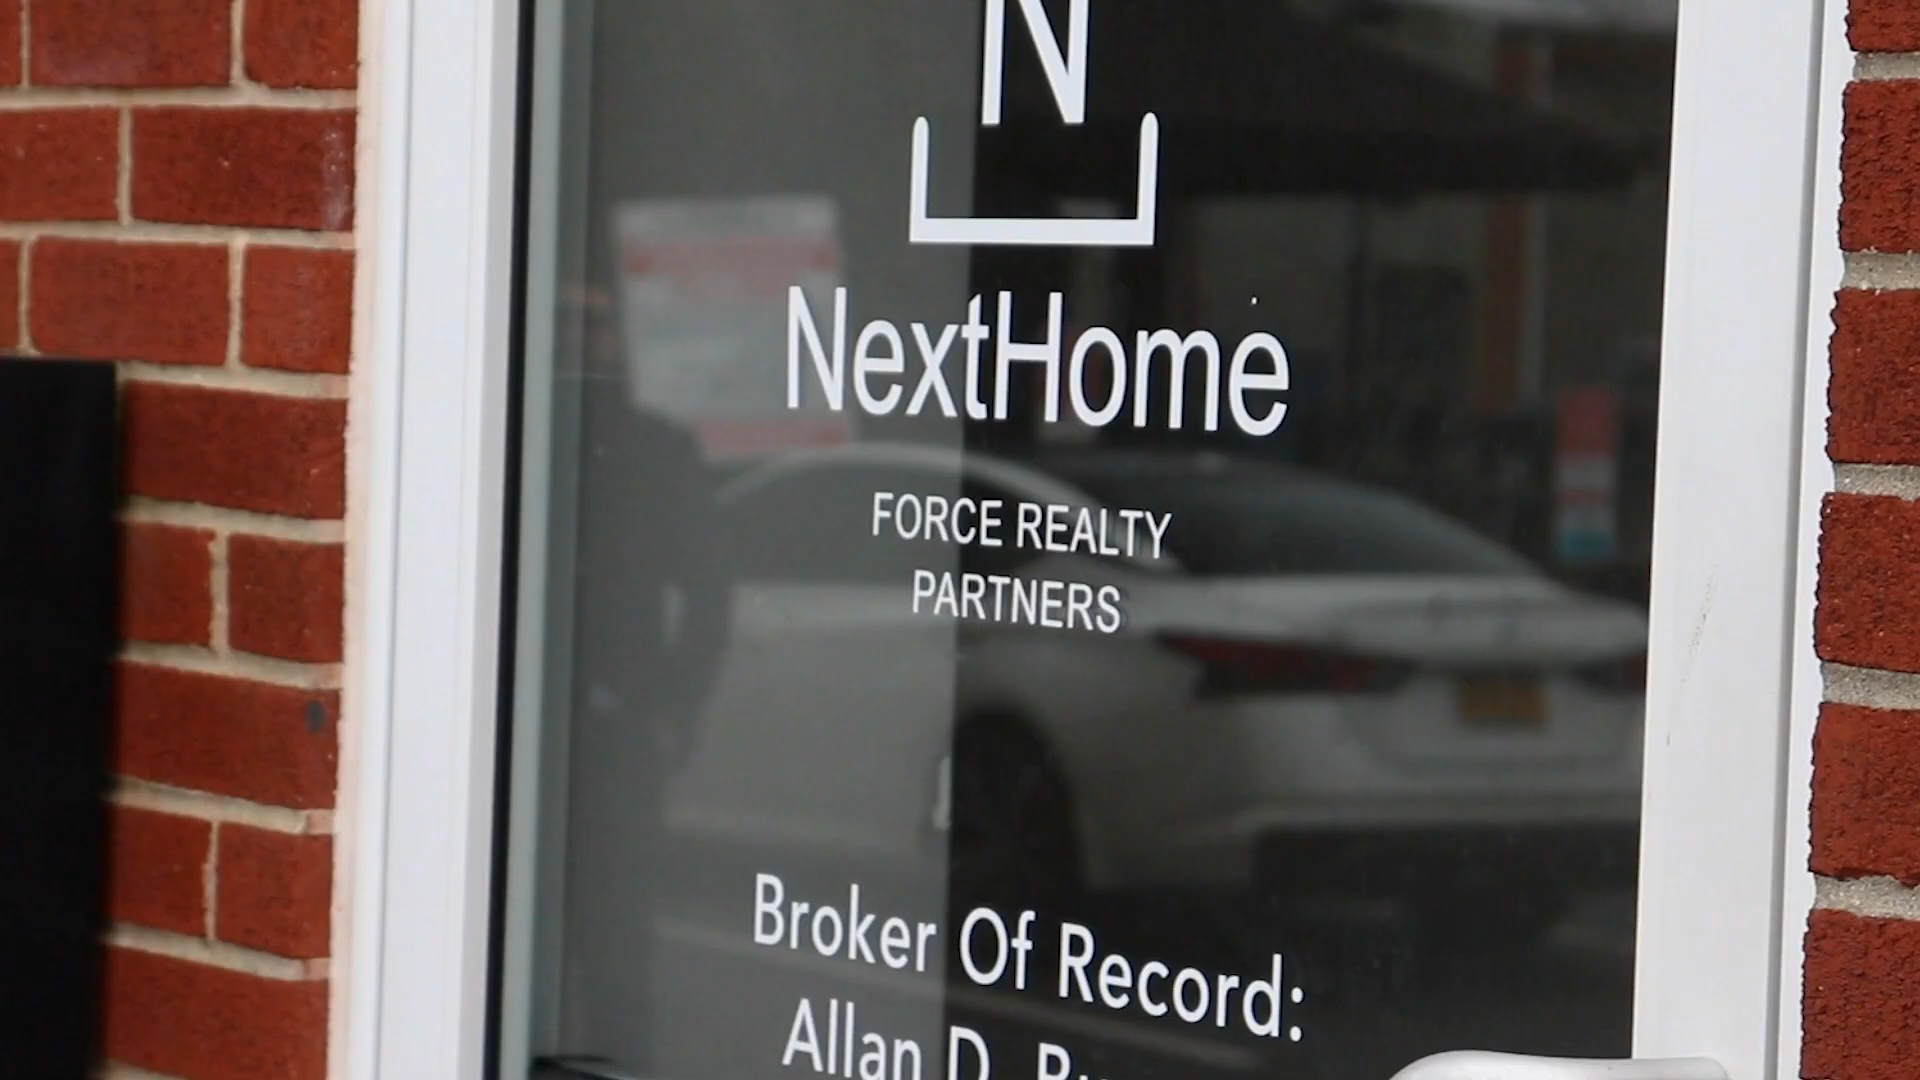 N
NextHome
FORCE REALTY
PARTNERS
Broker Of Record:
Allan D.